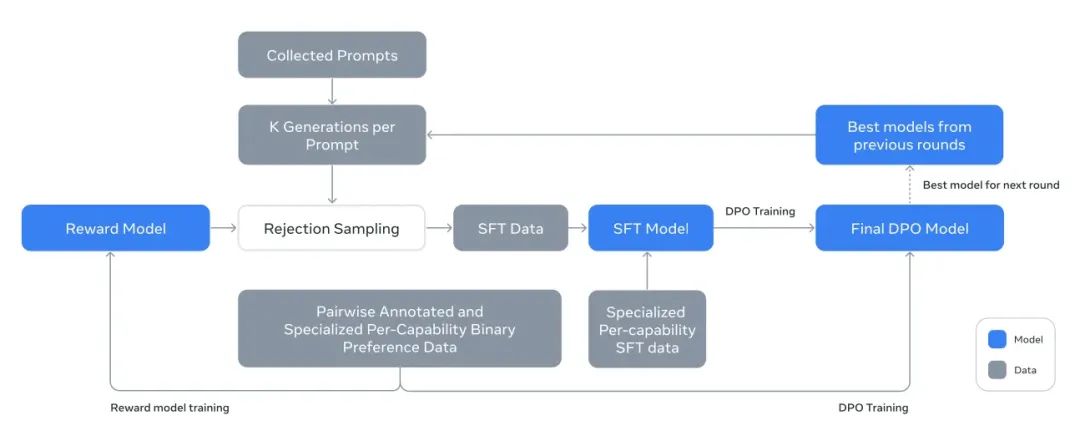 Collected Prompts
K Generations per
Prompt
Best models from
previous rounds
Best model for next round
Reward Model
Rejection Sampling
SFT Data
SFT Model
DPO Training
Final DPO Model
Pairwise Annotated and
Specialized Per-Capability Binary
Preference Data
Specialized
Per-capability
SFT data
Model
Data
Reward model training
DPO Training